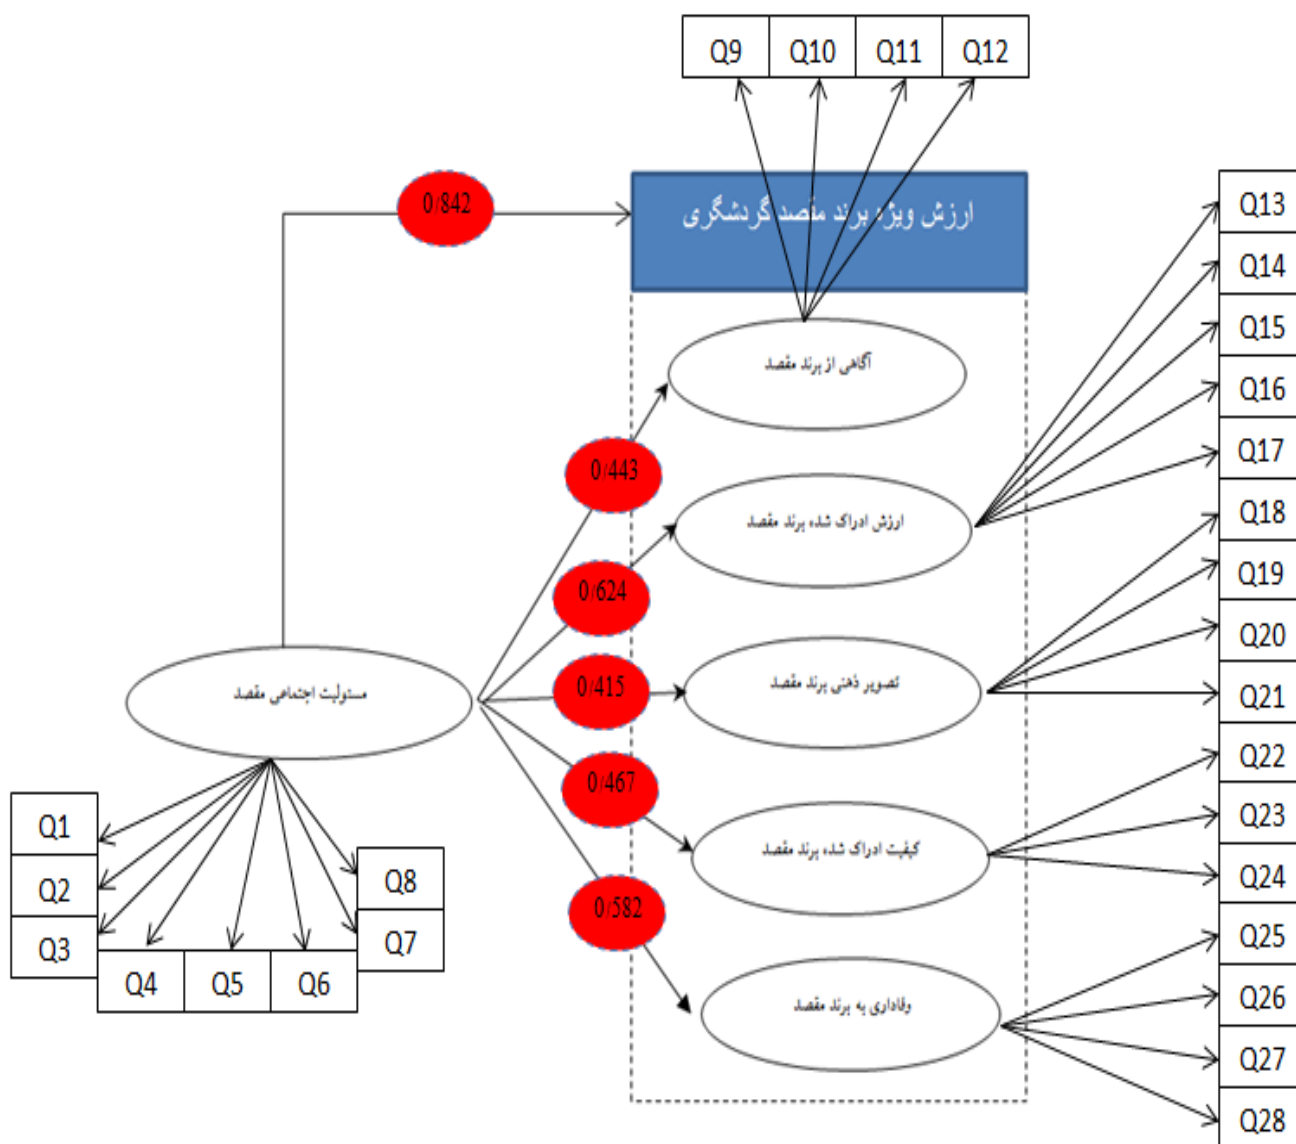 Q9 Q10 Q11 Q12
0/842
ارزش ویژه برند مقصد گردشگری
آگاهی از برند مقصد
0/443
ارزش ادراک شده برند مقصد
0/624
تصویر ذهنی برند مقصد
0/415
مسئولیت اجتماعی مقصد
0/467
کیفیت ادراک شده برند مقصد
0/582
وفاداری به برند مقصد
Q1
Q2
Q3
Q4 Q5 Q6
Q8
Q7
Q13
Q14
Q15
Q16
Q17
Q18
Q19
Q20
Q21
Q22
Q23
Q24
Q25
Q26
Q27
Q28